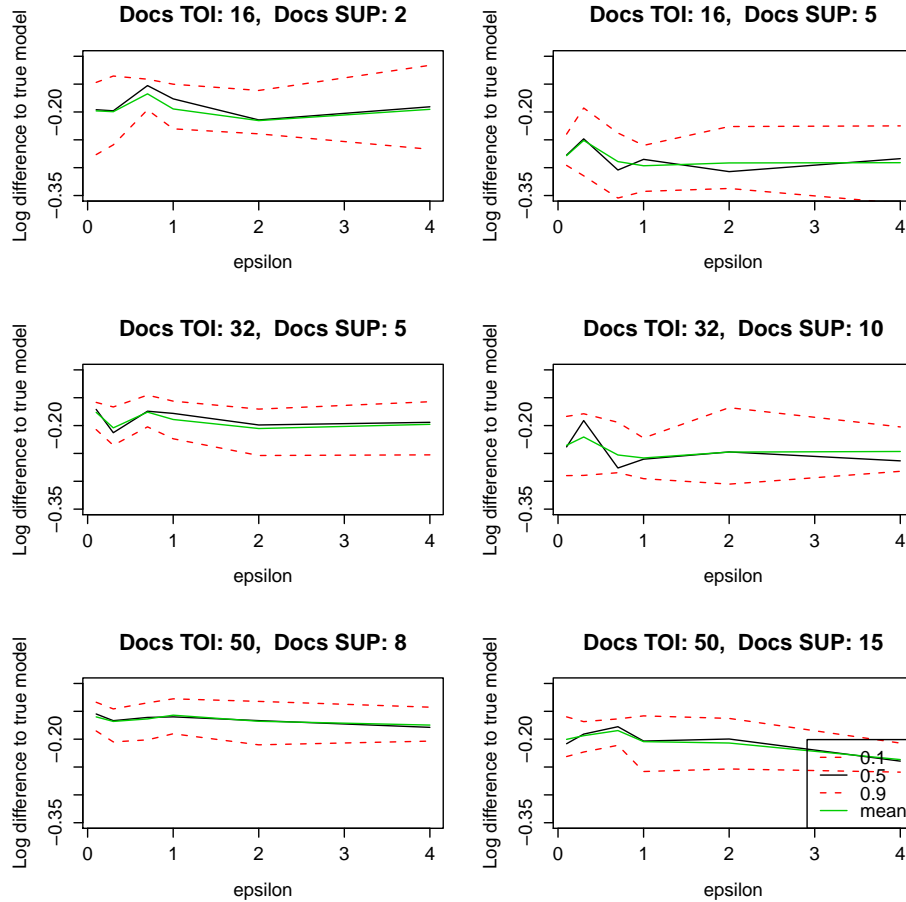 Docs TOI: 16,  Docs SUP: 2
Log difference to true model
−0.20
−0.35
0 1 2 3 4
epsilon
Docs TOI: 16,  Docs SUP: 5
Log difference to true model
−0.20
−0.35
0 1 2 3 4
epsilon
Docs TOI: 32,  Docs SUP: 5
Log difference to true model
−0.20
−0.35
0 1 2 3 4
epsilon
Docs TOI: 32,  Docs SUP: 10
Log difference to true model
−0.20
−0.35
0 1 2 3 4
epsilon
Docs TOI: 50,  Docs SUP: 8
Log difference to true model
−0.20
−0.35
0 1 2 3 4
epsilon
Docs TOI: 50,  Docs SUP: 15
Log difference to true model
−0.20
−0.35
0 1 2 3 4
epsilon
0.1
0.5
0.9
mean